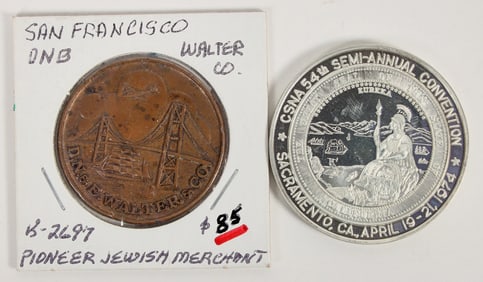 SAN FRANCISCO
DNB WALTER
CO.
D.N. & E. WALTER & CO.
K-2697 $85
PIONEER JEWISH MERCHANT
★ CSNA 54th SEMI-ANNUAL CONVENTION ★
EUREKA
SACRAMENTO, CA, APRIL 19-21, 1974